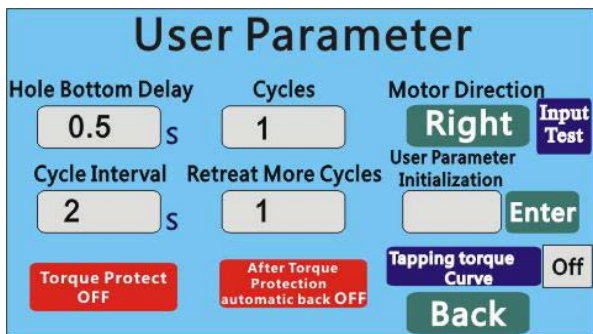 User Parameter
Hole Bottom Delay
Cycles
Motor Direction
0.5 S
1
Right
Input
Test
Cycle Interval
Retreat More Cycles
User Parameter
Initialization
2 S
1
Enter
Torque Protect
OFF
After Torque
Protection
automatic back OFF
Tapping torque
Curve
Off
Back